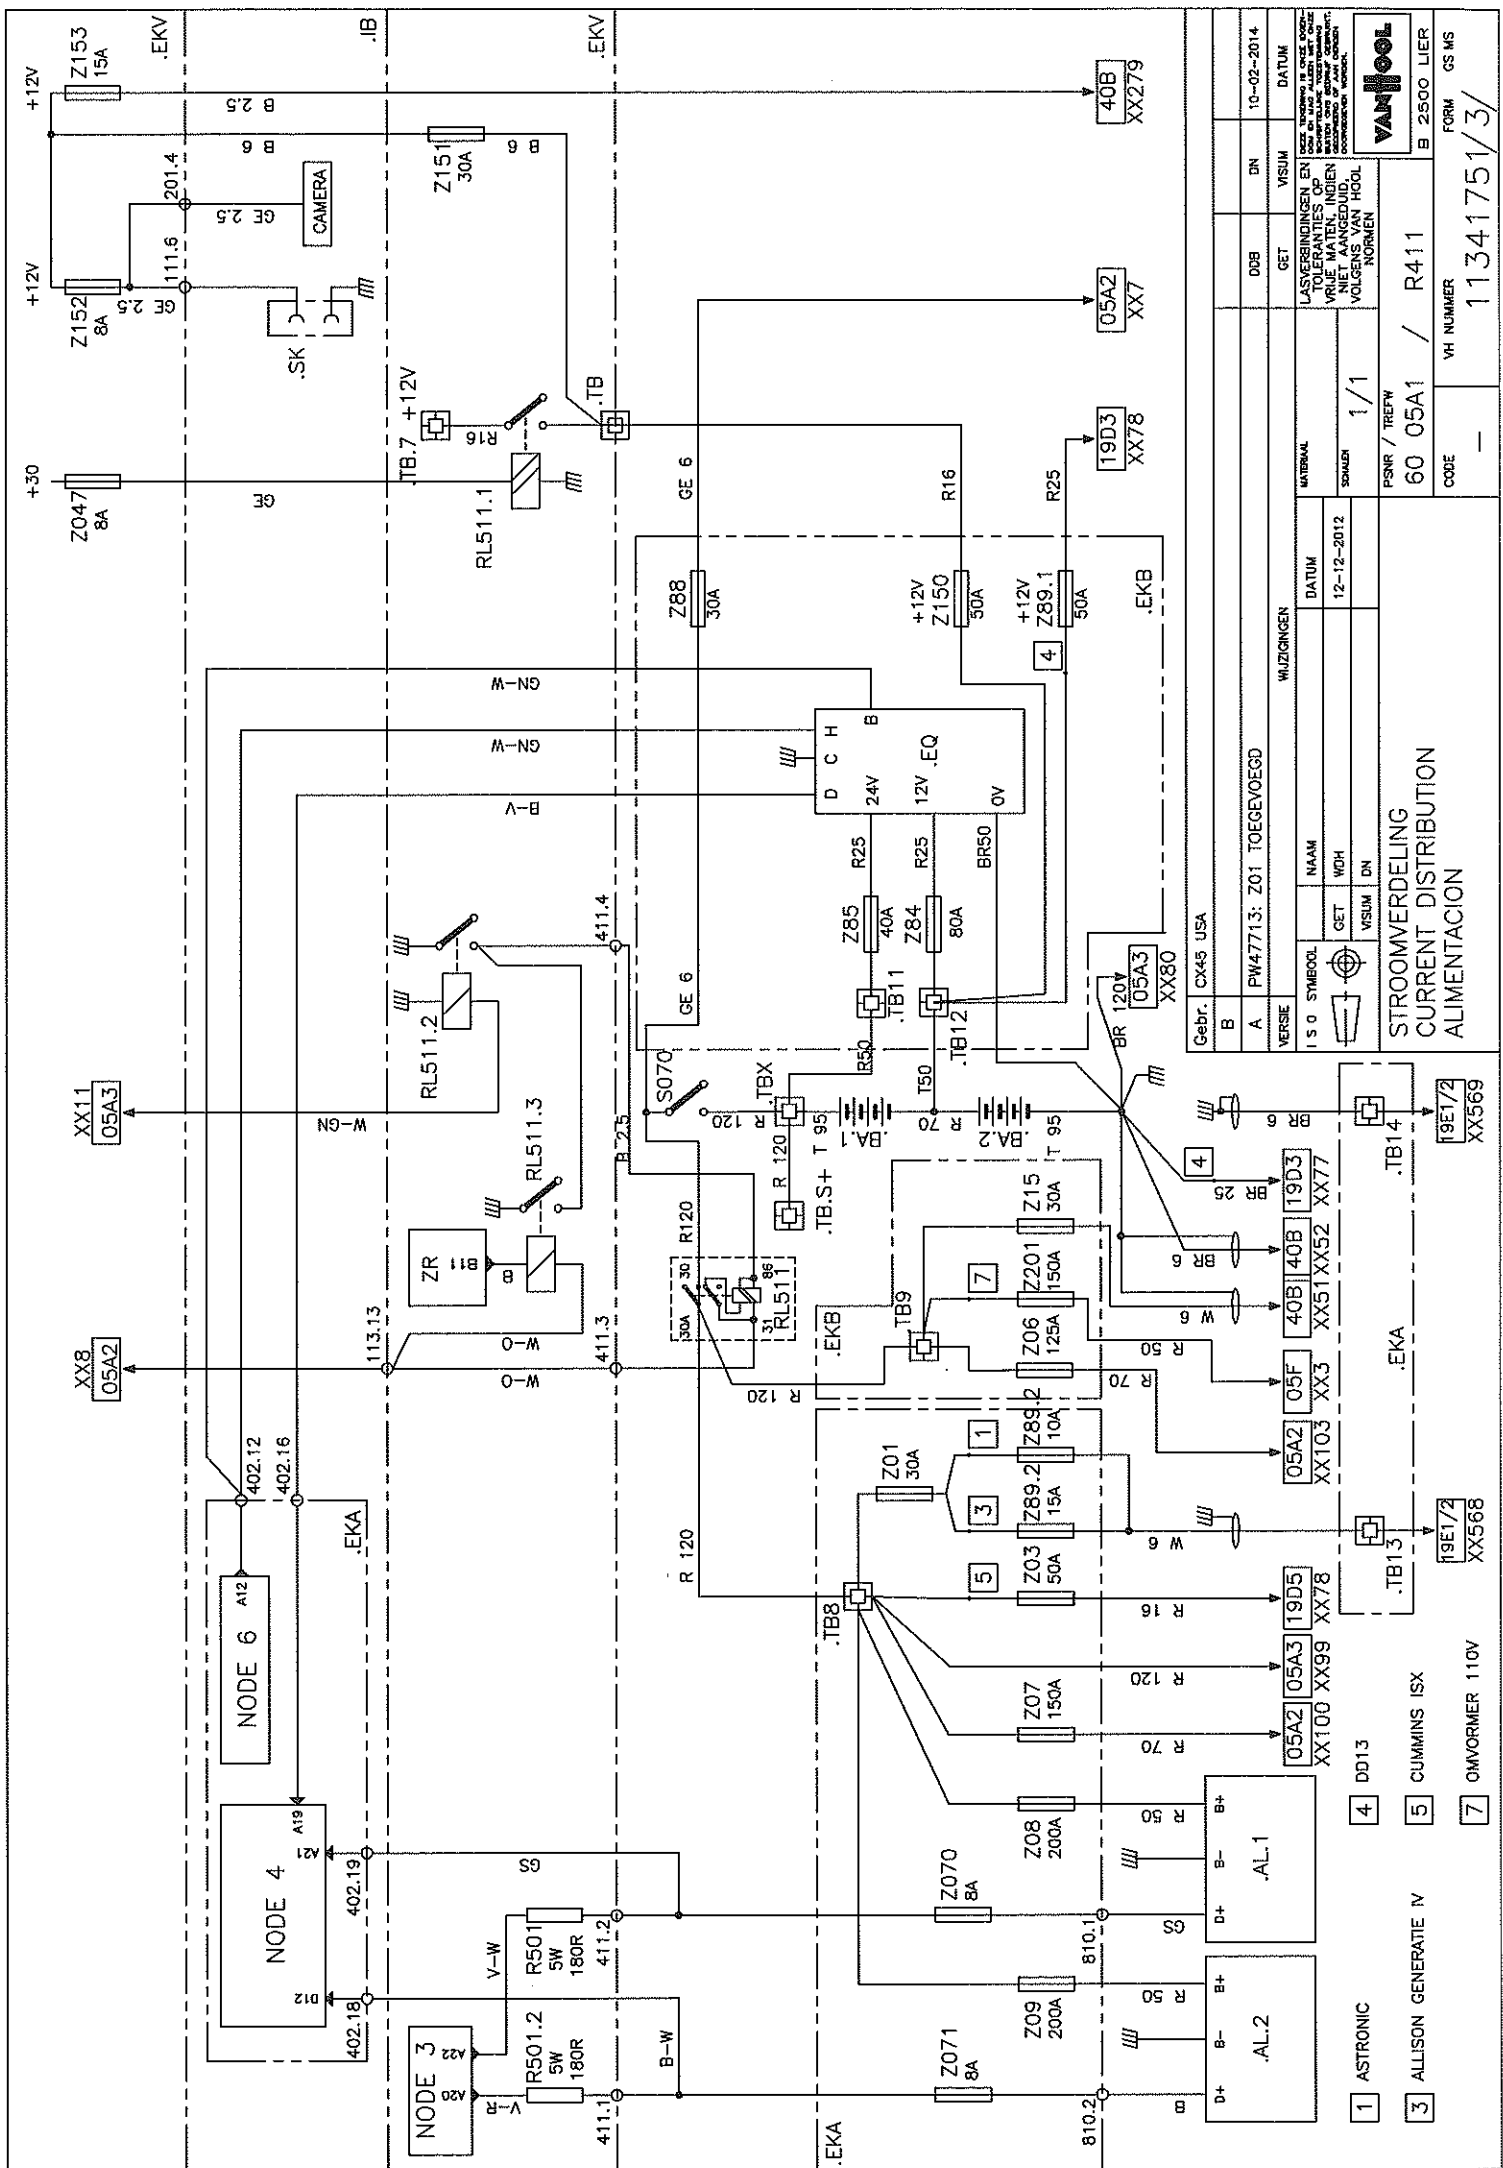 XX8
05A2
XX11
05A3
+30
Z047
8A
+12V
Z152
8A
+12V
Z153
15A
.EKV
GE 2.5
111.6
201.4
GE 2.5
B 6
B 2.5
CAMERA
.SK
.IB
NODE 4
D12
A21
A19
NODE 6
A12
402.18
402.19
402.12
402.16
.EKA
113.13
NODE 3
A20
A22
V-R
V-W
R501.2
5W
180R
R501
5W
180R
GS
W-O
W-O
ZR
B11
B
RL511.3
W-GN
RL511.2
B-V
GN-W
GN-W
GE
.TB.7
+12V
R16
RL511.1
Z151
30A
B 6
.TB
.EKV
411.1
411.2
411.3
411.4
B-W
B 2.5
R 120
R120
30A
30
31
86
RL511
S070
GE 6
Z88
30A
GE 6
R 120
.TBX
R 120
.TB.S+
T 95
.BA.1
R 70
.BA.2
T 95
R50
.TB11
T50
.TB12
Z85
40A
R25
Z84
80A
R25
BR50
D
C
H
24V
B
12V
.EQ
0V
+12V
Z150
50A
R16
4
+12V
Z89.1
50A
R25
.EKB
.EKA
.TB8
.EKB
.TB9
R 120
Z01
30A
Z071
8A
Z09
200A
Z070
8A
Z08
200A
Z07
150A
5
Z03
50A
3
Z89.2
15A
1
Z89.2
10A
Z06
125A
7
Z201
150A
Z15
30A
810.2
810.1
B
R 50
GS
R 50
R 70
R 120
R 16
W 6
R 70
R 50
W 6
BR 6
4
BR 25
BR 6
BR 120
05A3
XX80
D+
B-
B+
.AL.2
D+
B-
B+
.AL.1
05A2
XX100
05A3
XX99
19D5
XX78
05A2
XX103
05F
XX3
40B
XX51
40B
XX52
19D3
XX77
.TB13
.EKA
.TB14
19E1/2
XX568
19E1/2
XX569
19D3
XX78
05A2
XX7
40B
XX279
1 ASTRONIC
3 ALLISON GENERATIE IV
4 DD13
5 CUMMINS ISX
7 OMVORMER 110V
Gebr. CX45 USA
B
A PW47713: Z01 TOEGEVOEGD DDB DN 10-02-2014
VERSIE WIJZIGINGEN GET VISUM DATUM
I S O SYMBOOL
NAAM DATUM
GET WDH 12-12-2012
VISUM DN
MATERIAAL
SCHALEN
1/1
LASVERBINDINGEN EN
TOLERANTIES OP
VRIJE MATEN, INDIEN
NIET AANGEDUID,
VOLGENS VAN HOOL
NORMEN
VANHOOL
B 2500 LIER
STROOMVERDELING
CURRENT DISTRIBUTION
ALIMENTACION
PSNR / TREFW
60 05A1 / R411
CODE
—
VH NUMMER
FORM GS MS
11341751/3/